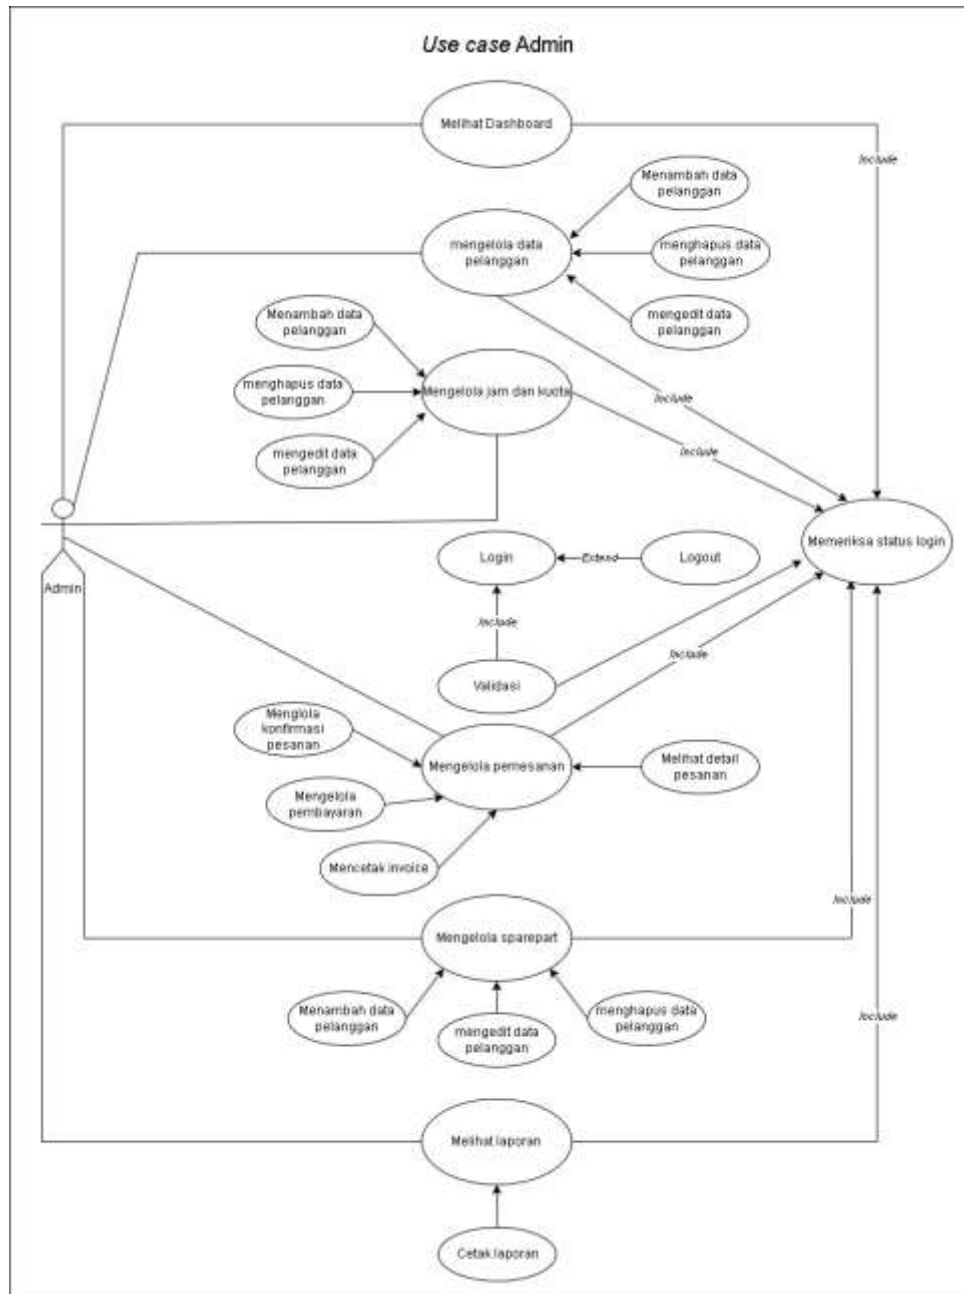 Use case Admin
Melihat Dashboard
Include
Menambah data
pelanggan
mengelola data
pelanggan
menghapus data
pelanggan
mengedit data
pelanggan
Menambah data
pelanggan
menghapus data
pelanggan
Mengelola jam dan kuota
mengedit data
pelanggan
Include
Include
Memeriksa status login
Admin
Login
Extend
Logout
Include
Validasi
Include
Menglola
konfirmasi
pesanan
Mengelola pemesanan
Melihat detail
pesanan
Mengelola
pembayaran
Mencetak invoice
Include
Mengelola sparepart
Menambah data
pelanggan
mengedit data
pelanggan
menghapus data
pelanggan
Include
Melihat laporan
Cetak laporan